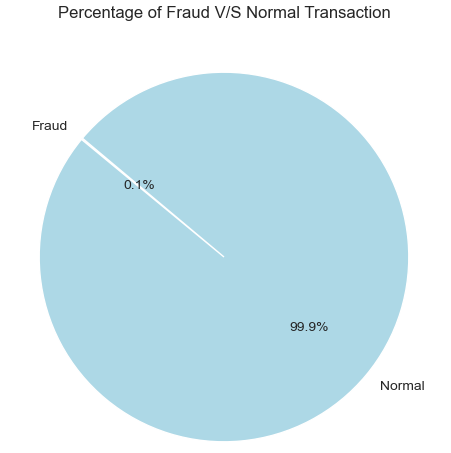 Percentage of Fraud V/S Normal Transaction
Fraud
0.1%
99.9%
Normal